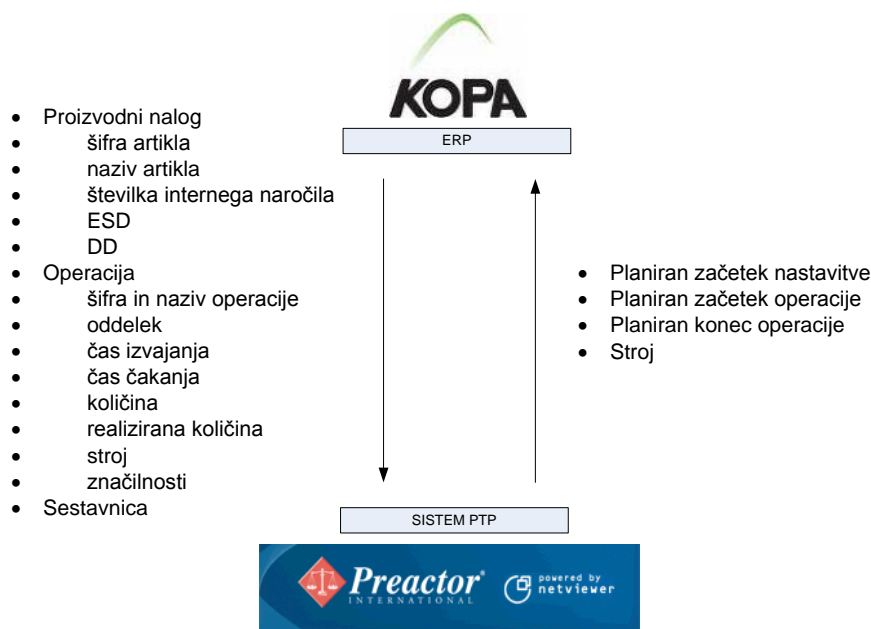 KOPA
ERP
• Proizvodni nalog
• šifra artikla
• naziv artikla
• številka internega naročila
• ESD
• DD
• Operacija
• šifra in naziv operacije
• oddelek
• čas izvajanja
• čas čakanja
• količina
• realizirana količina
• stroj
• značilnosti
• Sestavnica
• Planiran začetek nastavitve
• Planiran začetek operacije
• Planiran konec operacije
• Stroj
SISTEM PTP
Preactor®
INTERNATIONAL
powered by
netviewer